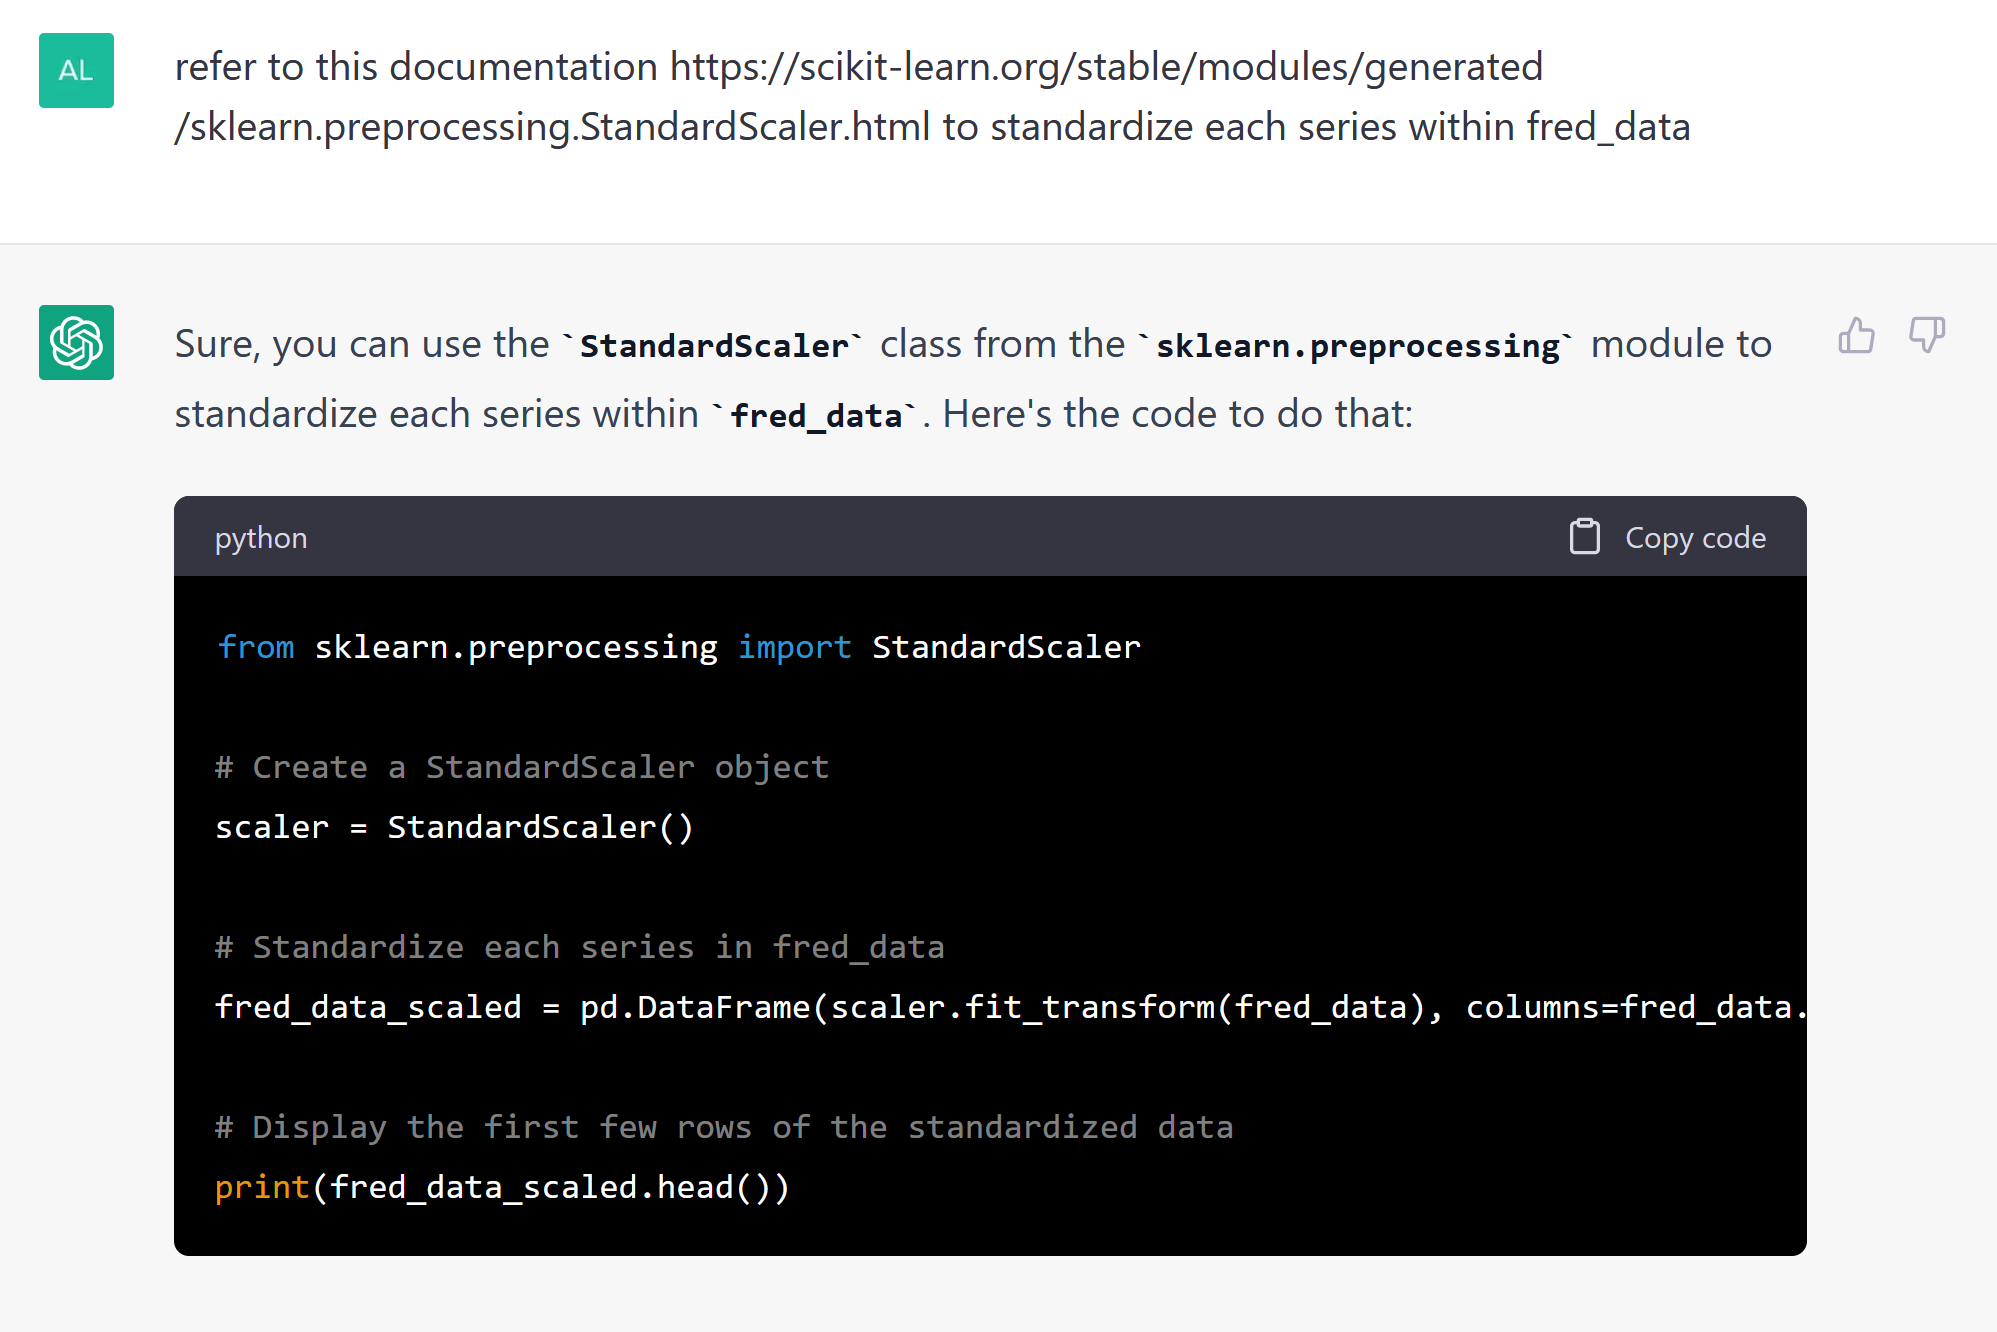 AL
refer to this documentation https://scikit-learn.org/stable/modules/generated
/sklearn.preprocessing.StandardScaler.html to standardize each series within fred_data
Sure, you can use the `StandardScaler` class from the `sklearn.preprocessing` module to
standardize each series within `fred_data`. Here's the code to do that:
python
Copy code
from sklearn.preprocessing import StandardScaler
# Create a StandardScaler object
scaler = StandardScaler()
# Standardize each series in fred_data
fred_data_scaled = pd.DataFrame(scaler.fit_transform(fred_data), columns=fred_data.
# Display the first few rows of the standardized data
print(fred_data_scaled.head())